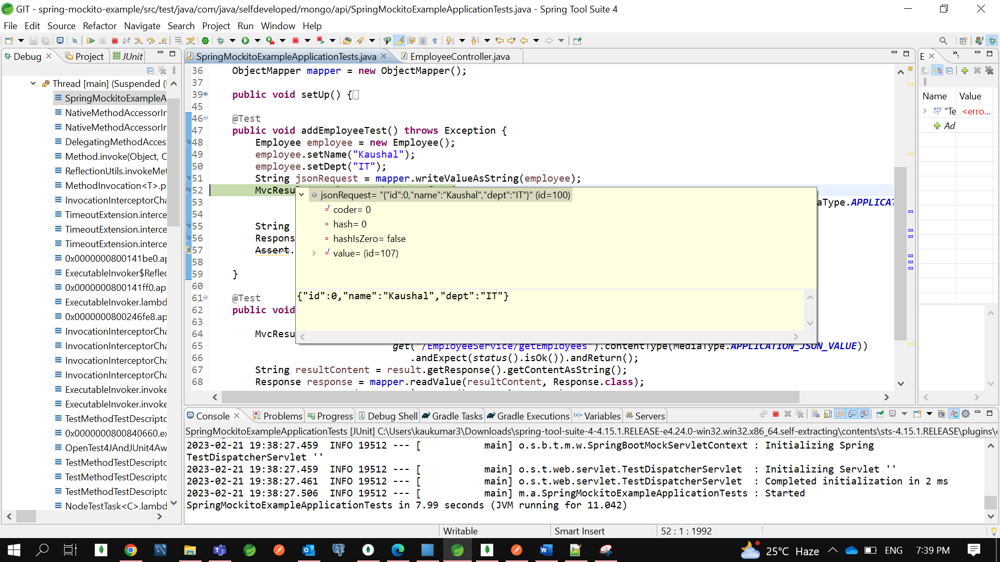 GIT - spring-mockito-example/src/test/java/com/java/selfdeveloped/mongo/api/SpringMockitoExampleApplicationTests.java - Spring Tool Suite 4
File Edit Source Refactor Navigate Search Project Run Window Help
Debug Project JUnit
Thread [main] (Suspended (
SpringMockitoExampleA
NativeMethodAccessorIr
NativeMethodAccessorIr
DelegatingMethodAcces
Method.invoke(Object, C
ReflectionUtils.invokeMet
MethodInvocation<T>.p
InvocationInterceptorCha
TimeoutExtension.interce
TimeoutExtension.interce
TimeoutExtension.interce
0x0000000800141be0.ap
ExecutableInvoker$Reflec
0x0000000800141ff0.ap
ExecutableInvoker.lambd
0x0000000800246fe8.ap
InvocationInterceptorCha
InvocationInterceptorCha
InvocationInterceptorCha
InvocationInterceptorCha
ExecutableInvoker.invoke
ExecutableInvoker.invoke
TestMethodTestDescripto
0x0000000800840660.ex
OpenTest4JAndJUnit4Aw
TestMethodTestDescripto
TestMethodTestDescripto
TestMethodTestDescripto
NodeTestTask<C>.lambd
SpringMockitoExampleApplicationTests.java EmployeeController.java
36 ObjectMapper mapper = new ObjectMapper();
37
39 public void setUp() {
45
46 @Test
47 public void addEmployeeTest() throws Exception {
48 Employee employee = new Employee();
49 employee.setName("Kaushal");
50 employee.setDept("IT");
51 String jsonRequest = mapper.writeValueAsString(employee);
52 MvcResu
53 aType.APPLICAT
54
55 String
56 Respons
57 Assert.
58
59 }
60
61 @Test
62 public void
63
64 MvcResu
65 get("/EmployeeService/getEmployees").contentType(MediaType.APPLICATION_JSON_VALUE))
66 .andExpect(status().isOk()).andReturn();
67 String resultContent = result.getResponse().getContentAsString();
68 Response response = mapper.readValue(resultContent, Response.class);
jsonRequest= "{"id":0,"name":"Kaushal","dept":"IT"}" (id=100)
coder= 0
hash= 0
hashIsZero= false
value= (id=107)
{"id":0,"name":"Kaushal","dept":"IT"}
E
1
Name Value
x+y =? "Te <erro...
Ad
Console Problems Progress Debug Shell Gradle Tasks Gradle Executions (x)= Variables Servers
SpringMockitoExampleApplicationTests [JUnit] C:\Users\kaukumar3\Downloads\spring-tool-suite-4-4.15.1.RELEASE-e4.24.0-win32.win32.x86_64.self-extracting\contents\sts-4.15.1.RELEASE\plugins\
2023-02-21 19:38:27.459 INFO 19512 --- [ main] o.s.b.t.m.w.SpringBootMockServletContext : Initializing Spring
TestDispatcherServlet ''
2023-02-21 19:38:27.459 INFO 19512 --- [ main] o.s.t.web.servlet.TestDispatcherServlet : Initializing Servlet ''
2023-02-21 19:38:27.461 INFO 19512 --- [ main] o.s.t.web.servlet.TestDispatcherServlet : Completed initialization in 2 ms
2023-02-21 19:38:27.506 INFO 19512 --- [ main] m.a.SpringMockitoExampleApplicationTests : Started
SpringMockitoExampleApplicationTests in 7.99 seconds (JVM running for 11.042)
Writable Smart Insert 52 : 1 : 1992
25°C Haze ENG 7:39 PM